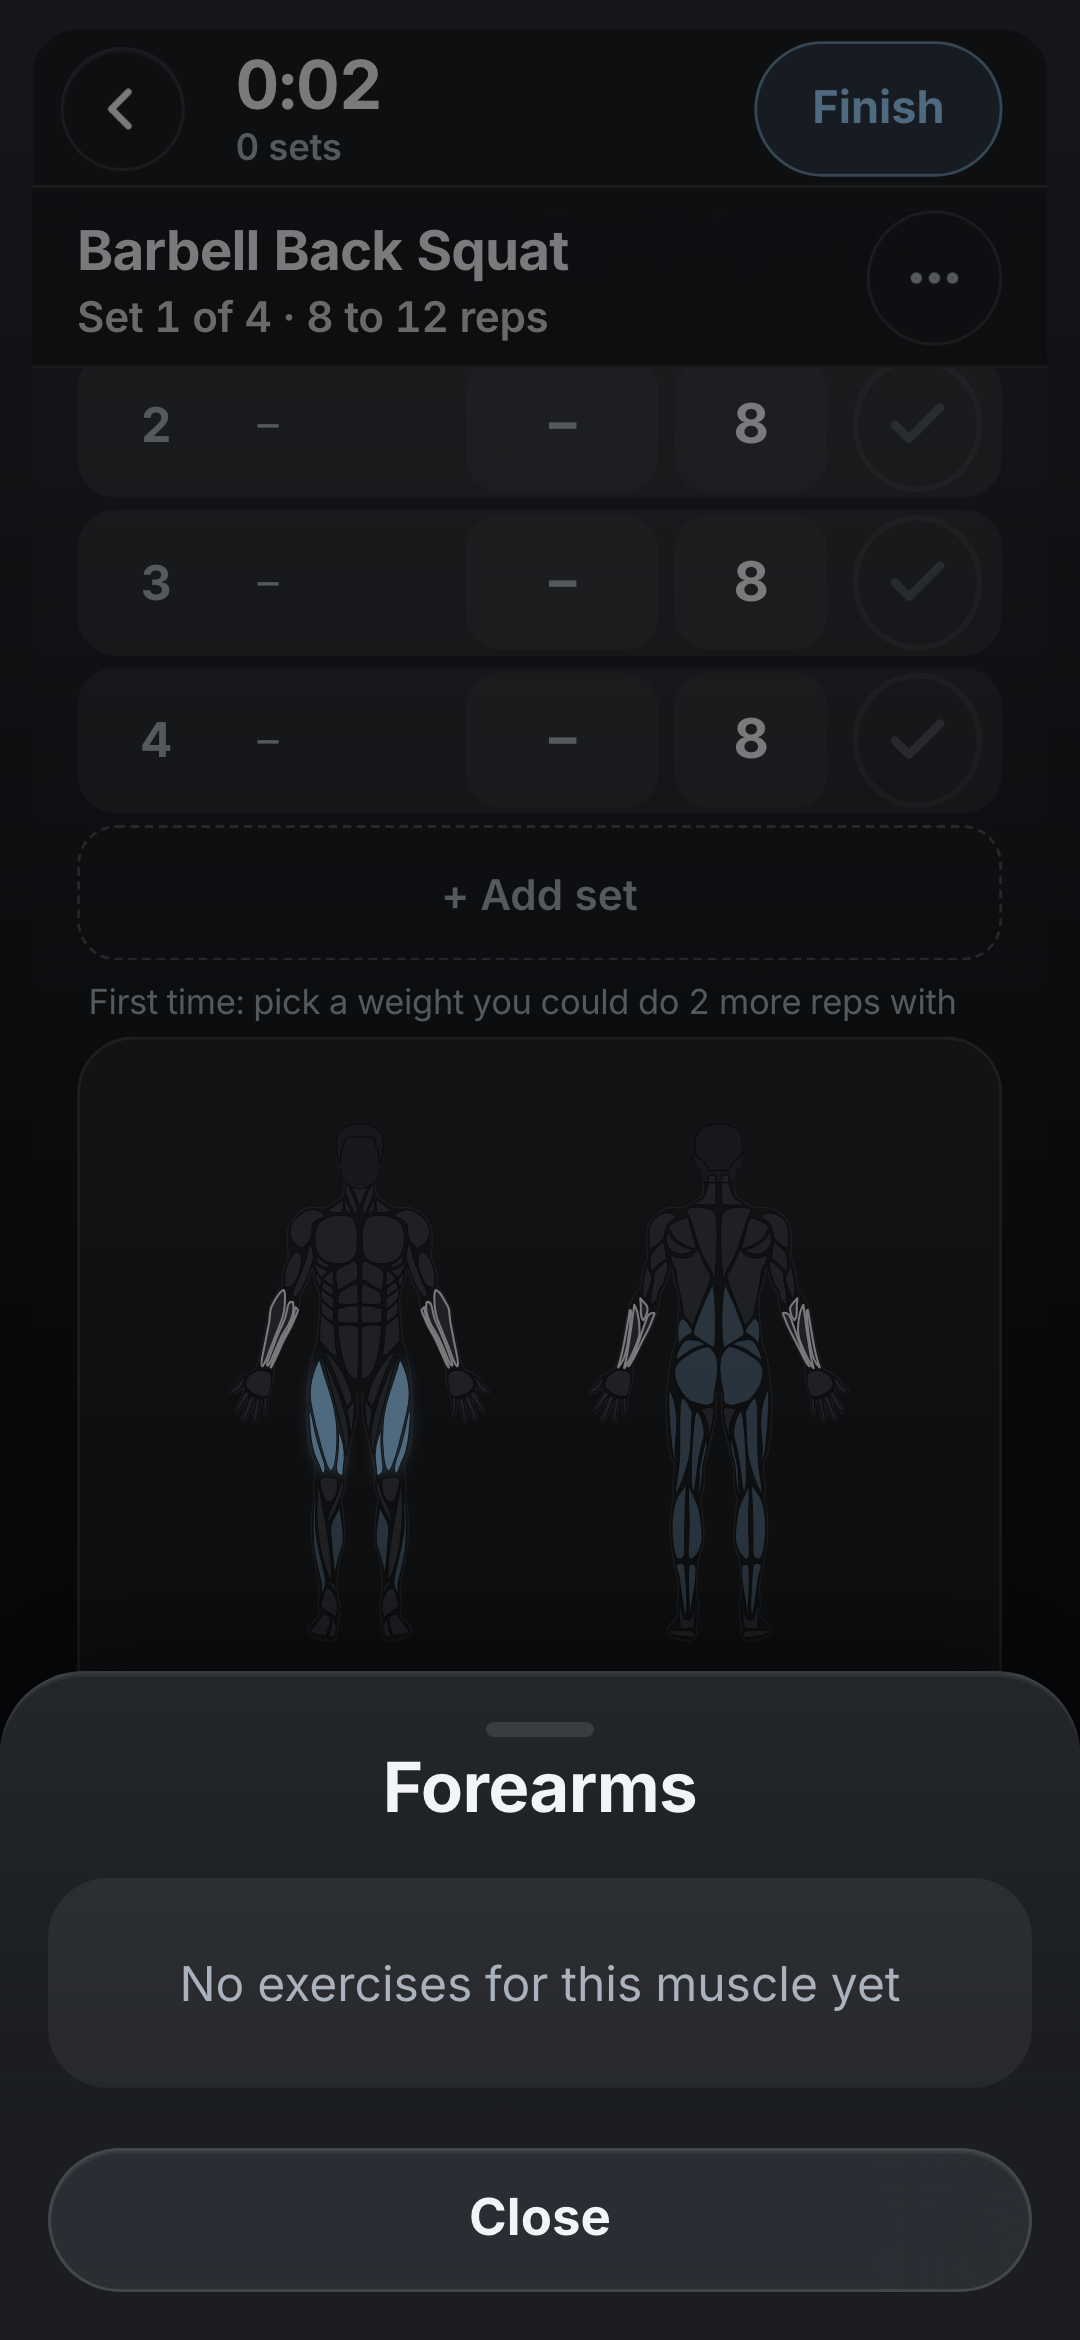 0:02
0 sets
Finish
Barbell Back Squat
Set 1 of 4 · 8 to 12 reps
2 – – 8
3 – – 8
4 – – 8
+ Add set
First time: pick a weight you could do 2 more reps with
Forearms
No exercises for this muscle yet
Close